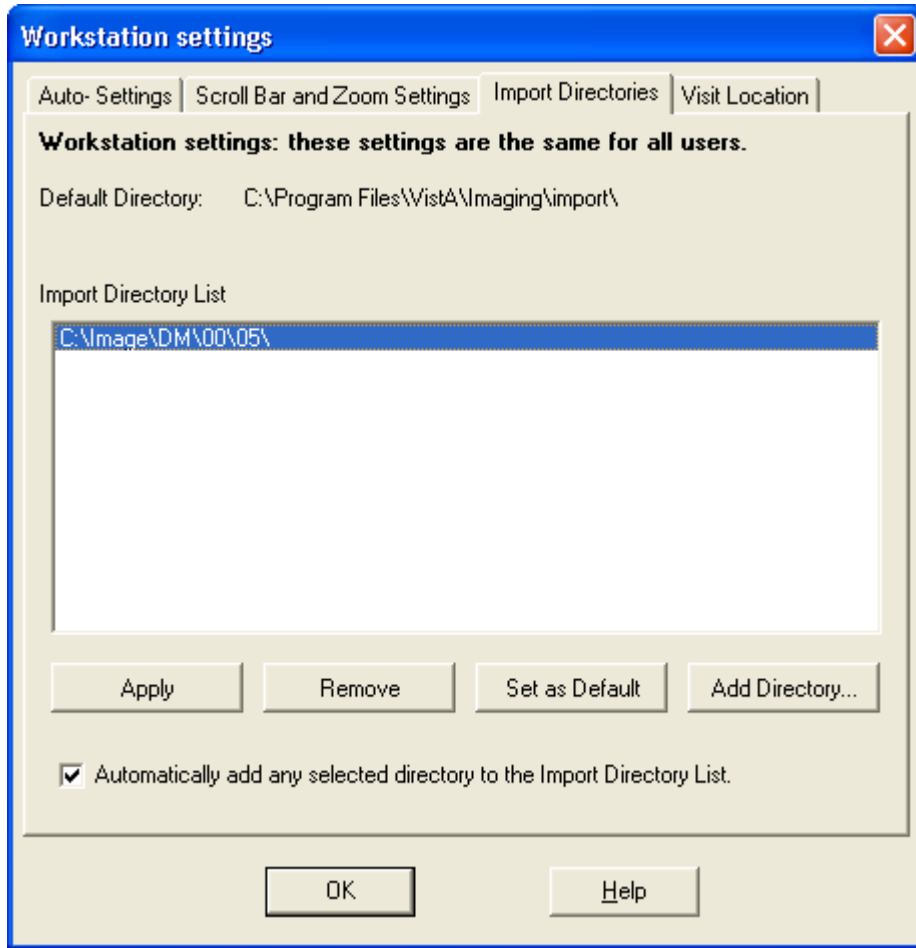 Workstation settings
Auto- Settings Scroll Bar and Zoom Settings Import Directories Visit Location
Workstation settings: these settings are the same for all users.
Default Directory: C:\Program Files\VistA\Imaging\import\
Import Directory List
C:\Image\DM\00\05\
Apply Remove Set as Default Add Directory...
Automatically add any selected directory to the Import Directory List.
OK Help